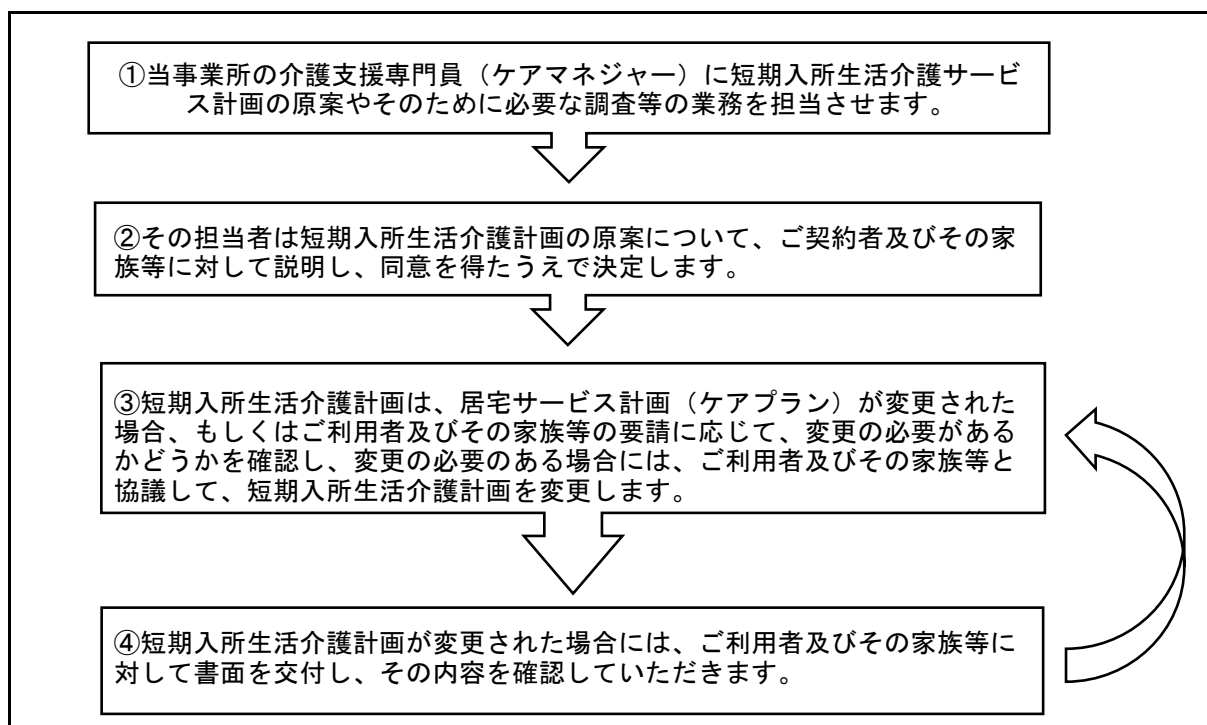 ①当事業所の介護支援専門員（ケアマネジャー）に短期入所生活介護サービ
ス計画の原案やそのために必要な調査等の業務を担当させます。
②その担当者は短期入所生活介護計画の原案について、ご契約者及びその家
族等に対して説明し、同意を得たうえで決定します。
③短期入所生活介護計画は、居宅サービス計画（ケアプラン）が変更された
場合、もしくはご利用者及びその家族等の要請に応じて、変更の必要がある
かどうかを確認し、変更の必要のある場合には、ご利用者及びその家族等と
協議して、短期入所生活介護計画を変更します。
④短期入所生活介護計画が変更された場合には、ご利用者及びその家族等に
対して書面を交付し、その内容を確認していただきます。